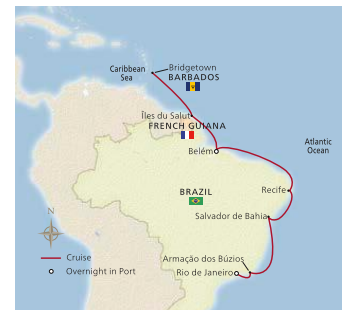 Caribbean
Sea
Bridgetown
BARBADOS
Îles du Salut
FRENCH GUIANA
Belém
Atlantic
Ocean
BRAZIL
Recife
Salvador de Bahia
N
Cruise
Overnight in Port
Armação dos Búzios
Rio de Janeiro